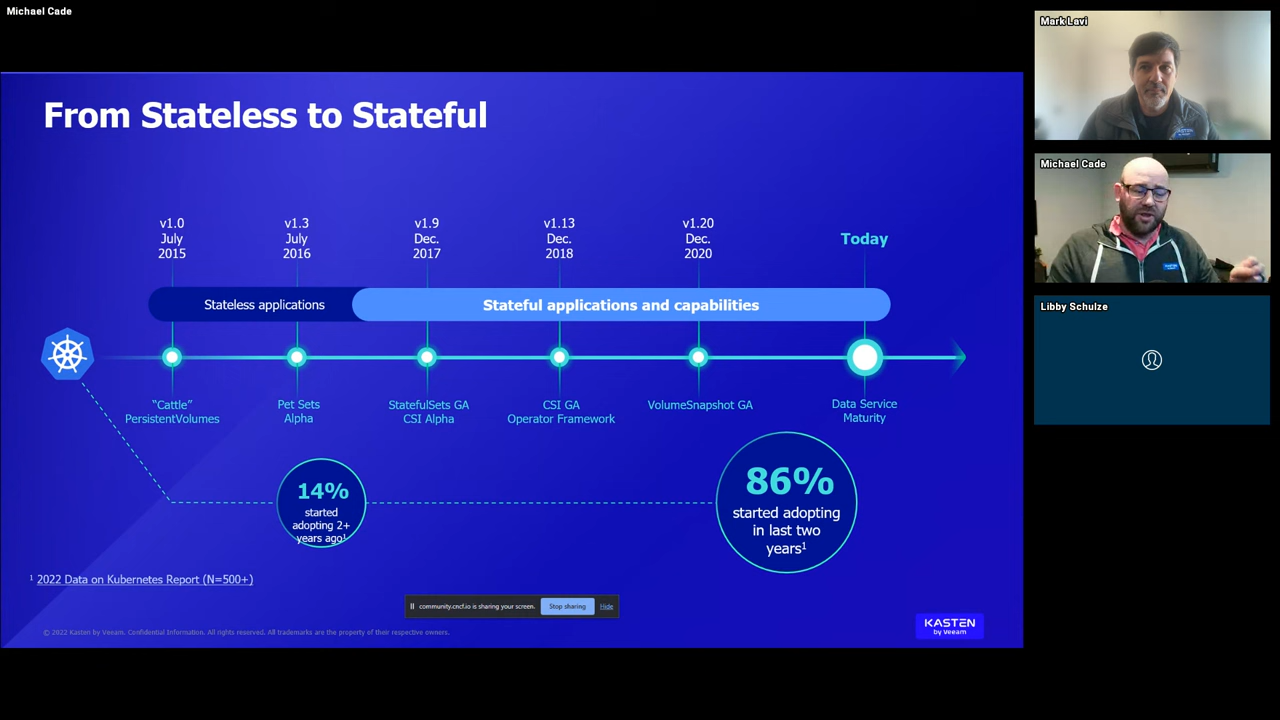 Michael Cade
Mark Lavi
Michael Cade
Libby Schulze
From Stateless to Stateful
v1.0
July
2015
v1.3
July
2016
v1.9
Dec.
2017
v1.13
Dec.
2018
v1.20
Dec.
2020
Today
Stateless applications
Stateful applications and capabilities
“Cattle”
PersistentVolumes
Pet Sets
Alpha
StatefulSets GA
CSI Alpha
CSI GA
Operator Framework
VolumeSnapshot GA
Data Service
Maturity
14%
started
adopting 2+
years ago¹
86%
started adopting
in last two
years¹
¹ 2022 Data on Kubernetes Report (N=500+)
community.cncf.io is sharing your screen.
Stop sharing
Hide
© 2022 Kasten by Veeam. Confidential Information. All rights reserved. All trademarks are the property of their respective owners.
KASTEN
by Veeam